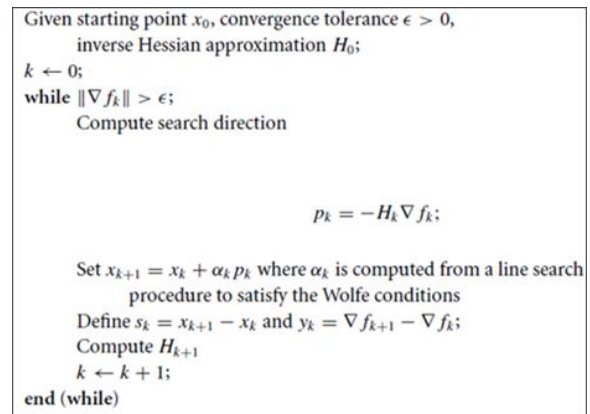 Given starting point x₀, convergence tolerance ϵ > 0,
inverse Hessian approximation H₀;
k ← 0;
while ‖∇fₖ‖ > ϵ;
Compute search direction
pₖ = −Hₖ∇fₖ;
Set xₖ₊₁ = xₖ + αₖpₖ where αₖ is computed from a line search
procedure to satisfy the Wolfe conditions
Define sₖ = xₖ₊₁ − xₖ and yₖ = ∇fₖ₊₁ − ∇fₖ;
Compute Hₖ₊₁
k ← k + 1;
end (while)